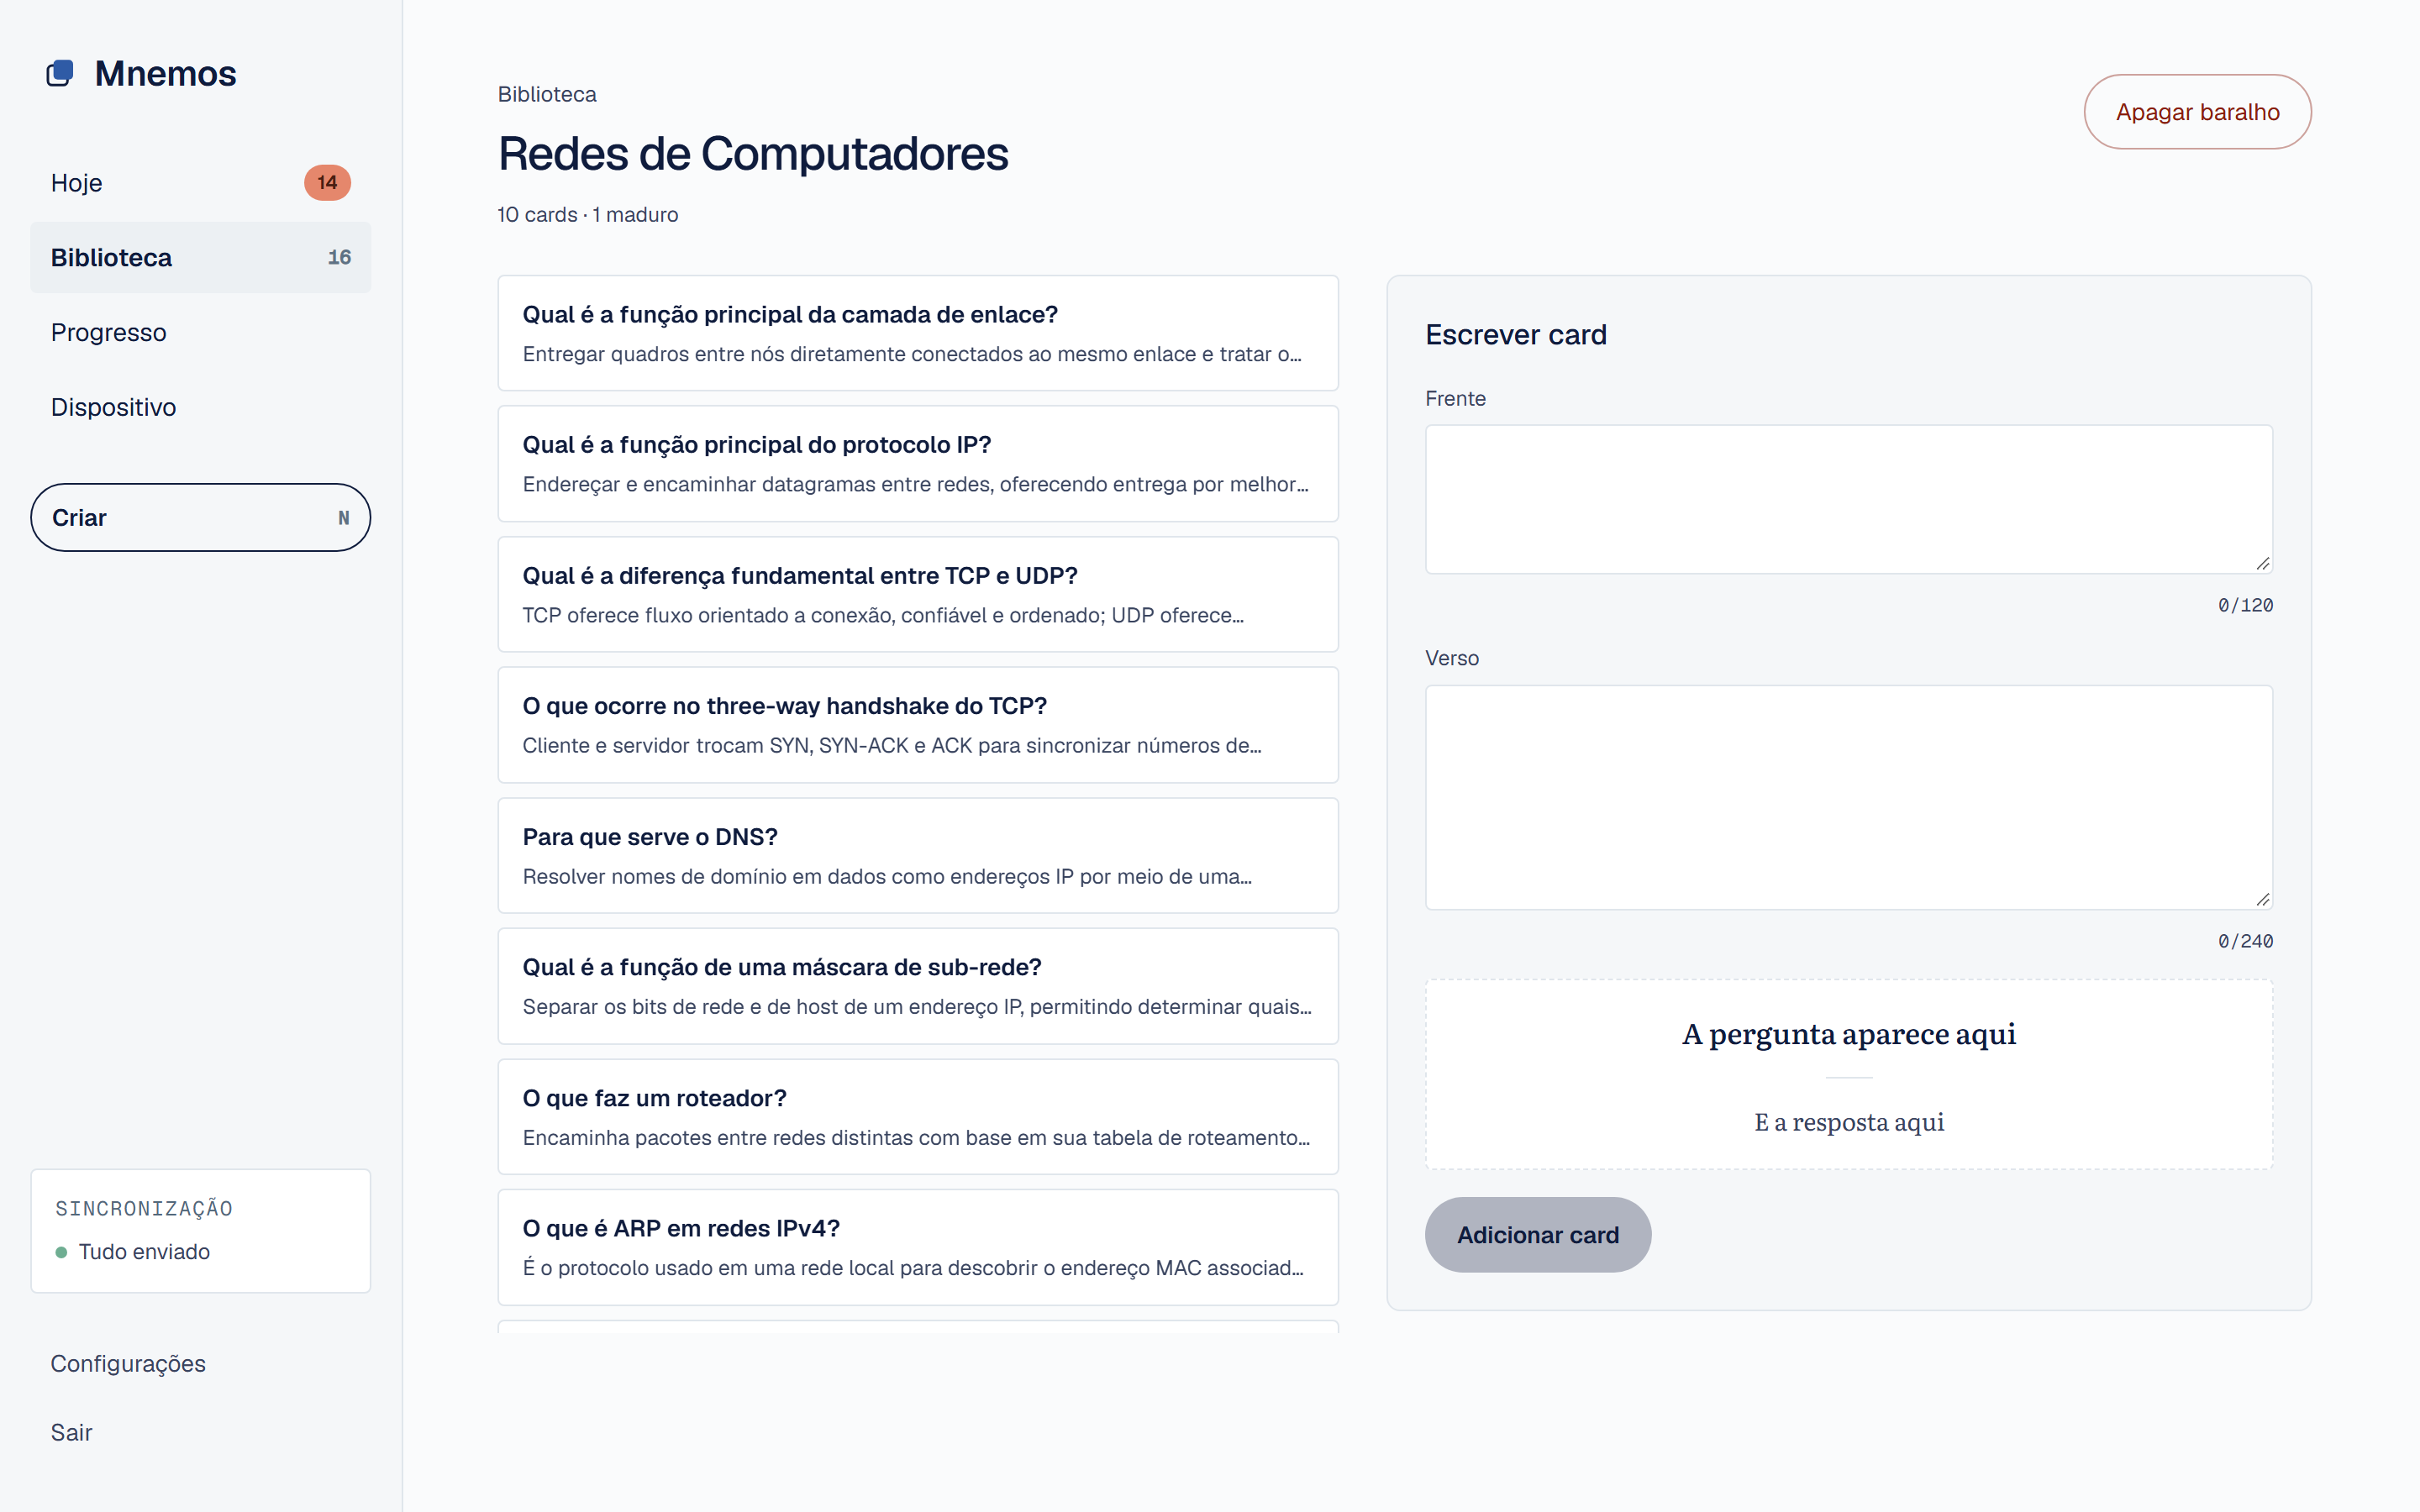 Mnemos
Hoje 14
Biblioteca 16
Progresso
Dispositivo
Criar N
SINCRONIZAÇÃO
Tudo enviado
Configurações
Sair
Biblioteca
Redes de Computadores
10 cards · 1 maduro
Apagar baralho
Qual é a função principal da camada de enlace?
Entregar quadros entre nós diretamente conectados ao mesmo enlace e tratar o…
Qual é a função principal do protocolo IP?
Endereçar e encaminhar datagramas entre redes, oferecendo entrega por melhor…
Qual é a diferença fundamental entre TCP e UDP?
TCP oferece fluxo orientado a conexão, confiável e ordenado; UDP oferece…
O que ocorre no three-way handshake do TCP?
Cliente e servidor trocam SYN, SYN-ACK e ACK para sincronizar números de…
Para que serve o DNS?
Resolver nomes de domínio em dados como endereços IP por meio de uma…
Qual é a função de uma máscara de sub-rede?
Separar os bits de rede e de host de um endereço IP, permitindo determinar quais…
O que faz um roteador?
Encaminha pacotes entre redes distintas com base em sua tabela de roteamento…
O que é ARP em redes IPv4?
É o protocolo usado em uma rede local para descobrir o endereço MAC associad…
Escrever card
Frente
0/120
Verso
0/240
A pergunta aparece aqui
E a resposta aqui
Adicionar card